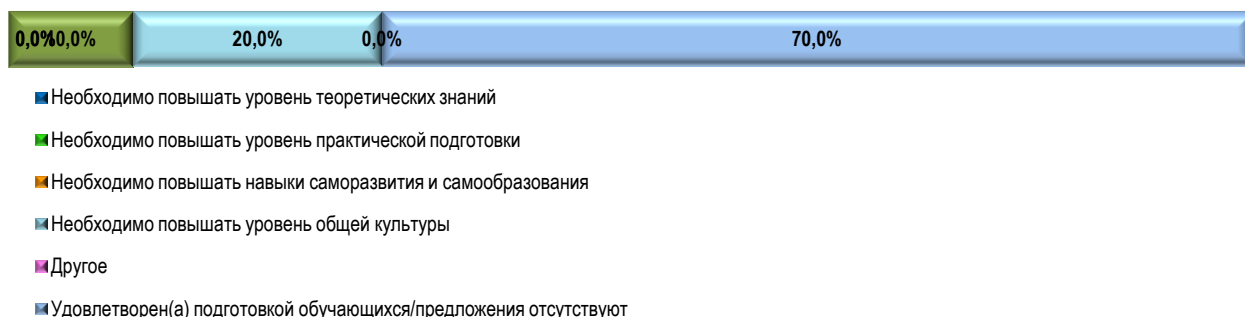 0,0% 0,0% 20,0% 0,0% 70,0%
Необходимо повышать уровень теоретических знаний
Необходимо повышать уровень практической подготовки
Необходимо повышать навыки саморазвития и самообразования
Необходимо повышать уровень общей культуры
Другое
Удовлетворен(а) подготовкой обучающихся/предложения отсутствуют